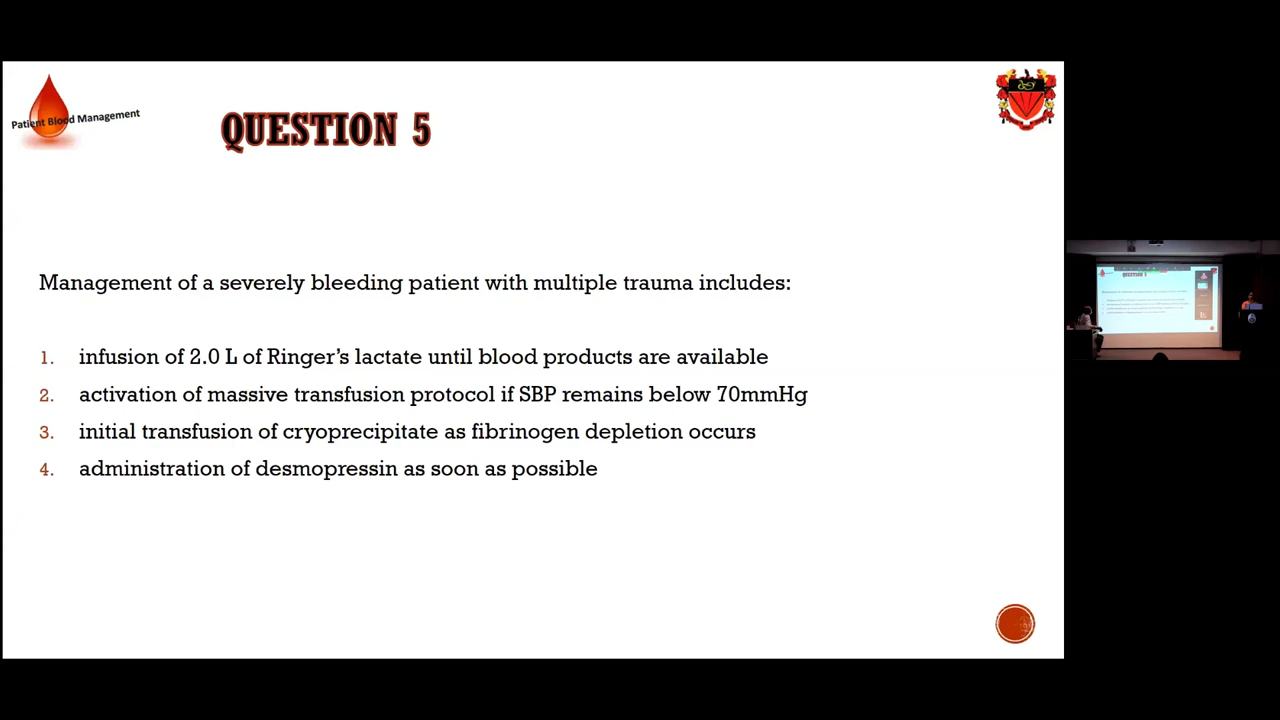 Patient Blood Management
QUESTION 5
Management of a severely bleeding patient with multiple trauma includes:
1. infusion of 2.0 L of Ringer's lactate until blood products are available
2. activation of massive transfusion protocol if SBP remains below 70mmHg
3. initial transfusion of cryoprecipitate as fibrinogen depletion occurs
4. administration of desmopressin as soon as possible